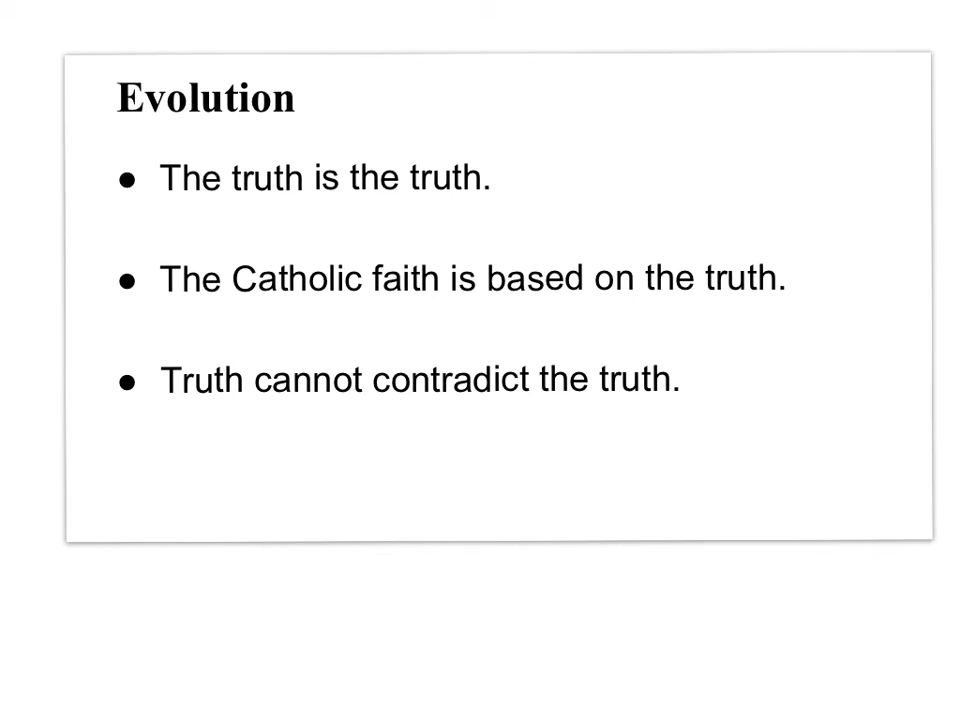 Evolution
● The truth is the truth.
● The Catholic faith is based on the truth.
● Truth cannot contradict the truth.